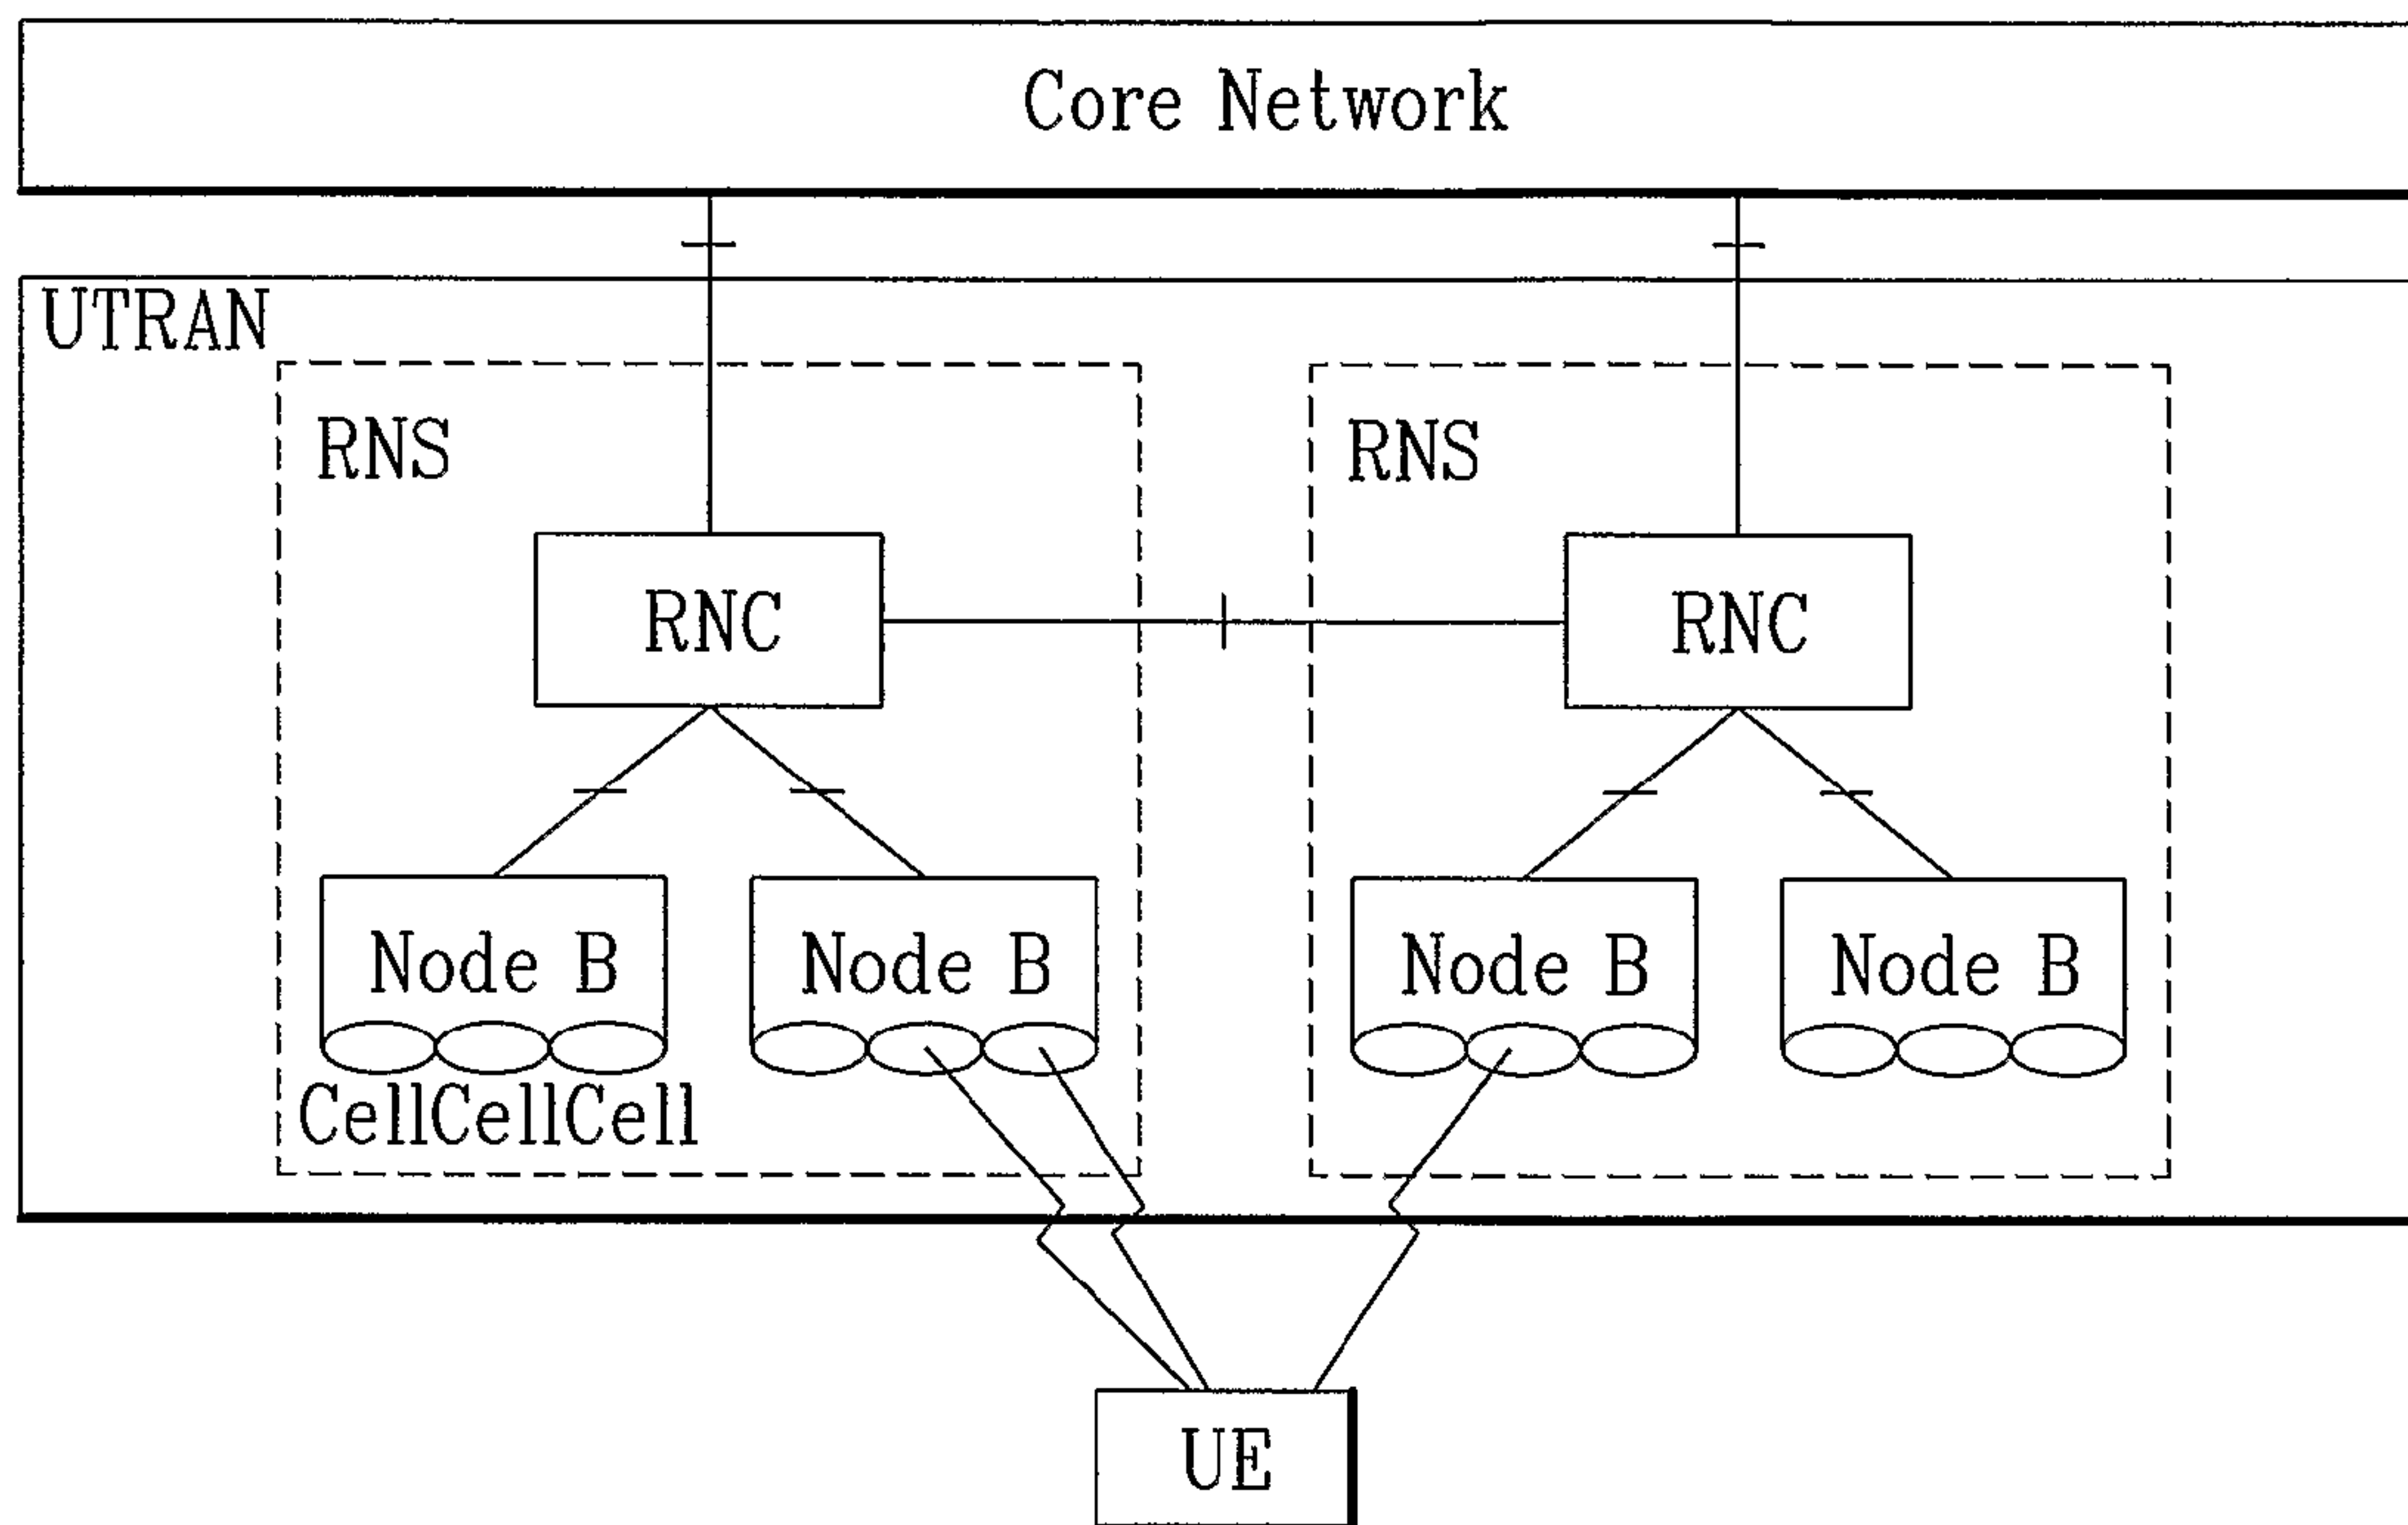 Core Network
UTRAN
RNS
RNS
RNC
RNC
Node B
Node B
Node B
Node B
CellCellCell
UE